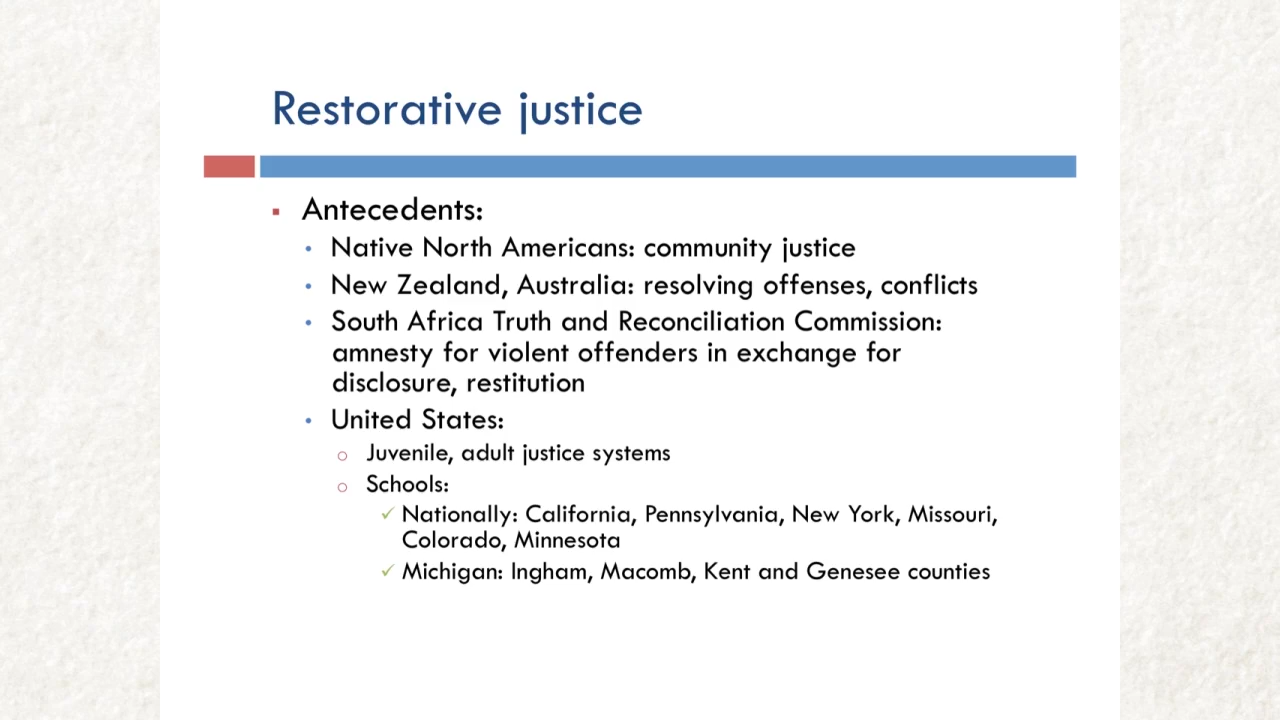 Restorative justice
Antecedents:
Native North Americans: community justice
New Zealand, Australia: resolving offenses, conflicts
South Africa Truth and Reconciliation Commission:
amnesty for violent offenders in exchange for
disclosure, restitution
United States:
Juvenile, adult justice systems
Schools:
Nationally: California, Pennsylvania, New York, Missouri,
Colorado, Minnesota
Michigan: Ingham, Macomb, Kent and Genesee counties